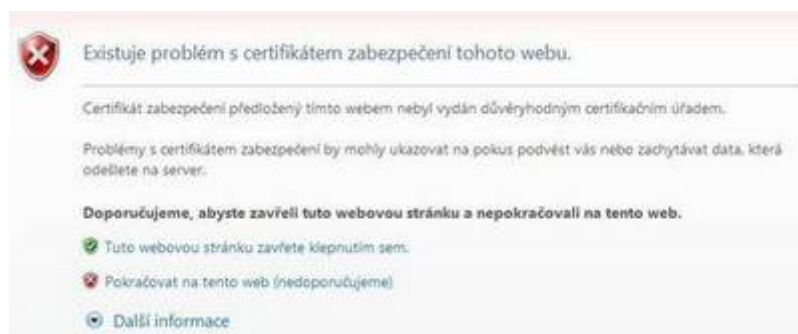 Existuje problém s certifikátem zabezpečení tohoto webu.
Certifikát zabezpečení předložený tímto webem nebyl vydán důvěryhodným certifikačním úřadem.
Problémy s certifikátem zabezpečení by mohly ukazovat na pokus podvést vás nebo zachytávat data, která
odešlete na server.
Doporučujeme, abyste zavřeli tuto webovou stránku a nepokračovali na tento web.
Tuto webovou stránku zavřete klepnutím sem.
Pokračovat na tento web (nedoporučujeme)
Další informace